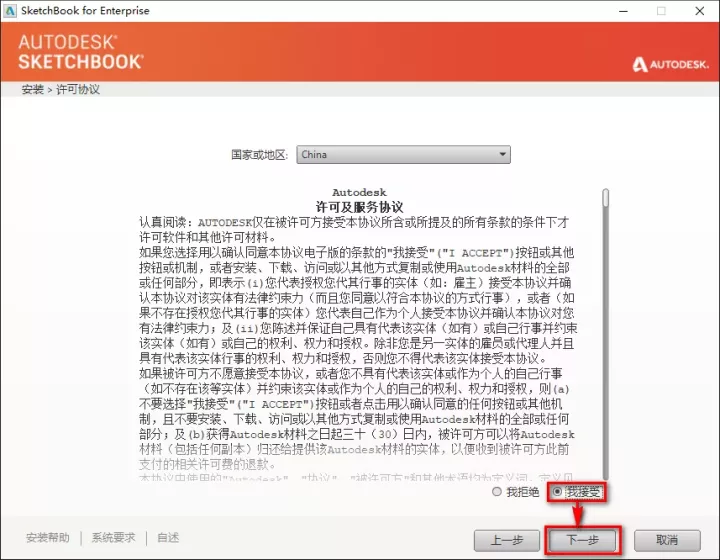 SketchBook for Enterprise
AUTODESK®
SKETCHBOOK®
AUTODESK.
安装 > 许可协议
国家或地区: China
Autodesk
许可及服务协议
认真阅读：AUTODESK仅在被许可方接受本协议所含或所提及的所有条款的条件下才
许可软件和其他许可材料。
如果您选择用以确认同意本协议电子版的条款的"我接受"("I ACCEPT")按钮或其他
按钮或机制，或者安装、下载、访问或以其他方式复制或使用Autodesk材料的全部
或任何部分，即表示(i)您代表授权您代其行事的实体（如：雇主）接受本协议并确
认本协议对该实体有法律约束力（而且您同意以符合本协议的方式行事），或者（如
果不存在授权您代其行事的实体）您代表自己作为个人接受本协议并确认本协议对您
有法律约束力；及(ii)您陈述并保证自己具有代表该实体（如有）或自己行事并约束
该实体（如有）或自己的权利、权力和授权。除非您是另一实体的雇员或代理人并且
具有代表该实体行事的权利、权力和授权，否则您不得代表该实体接受本协议。
如果被许可方不愿意接受本协议，或者您不具有代表该实体或作为个人的自己行事
（如不存在该等实体）并约束该实体或作为个人的自己的权利、权力和授权，则(a)
不要选择"我接受"("I ACCEPT")按钮或者点击用以确认同意的任何按钮或其他机
制，且不要安装、下载、访问或以其他方式复制或使用Autodesk材料的全部或任何
部分；及(b)获得Autodesk材料之日起三十（30）日内，被许可方可以将Autodesk
材料（包括任何副本）归还给提供该Autodesk材料的实体，以便收到被许可方此前
支付的相关许可费的退款。
本协议中使用的"Autodesk"、"协议"、"被许可方"和其他术语均为定义词，定义见
我拒绝 我接受
安装帮助 系统要求 自述 上一步 下一步 取消